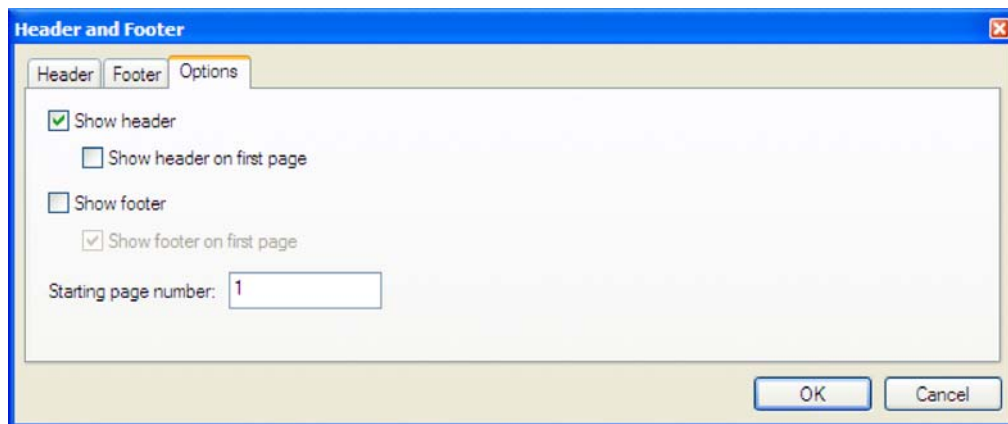 Header and Footer
Header Footer Options
Show header
Show header on first page
Show footer
Show footer on first page
Starting page number: 1
OK Cancel